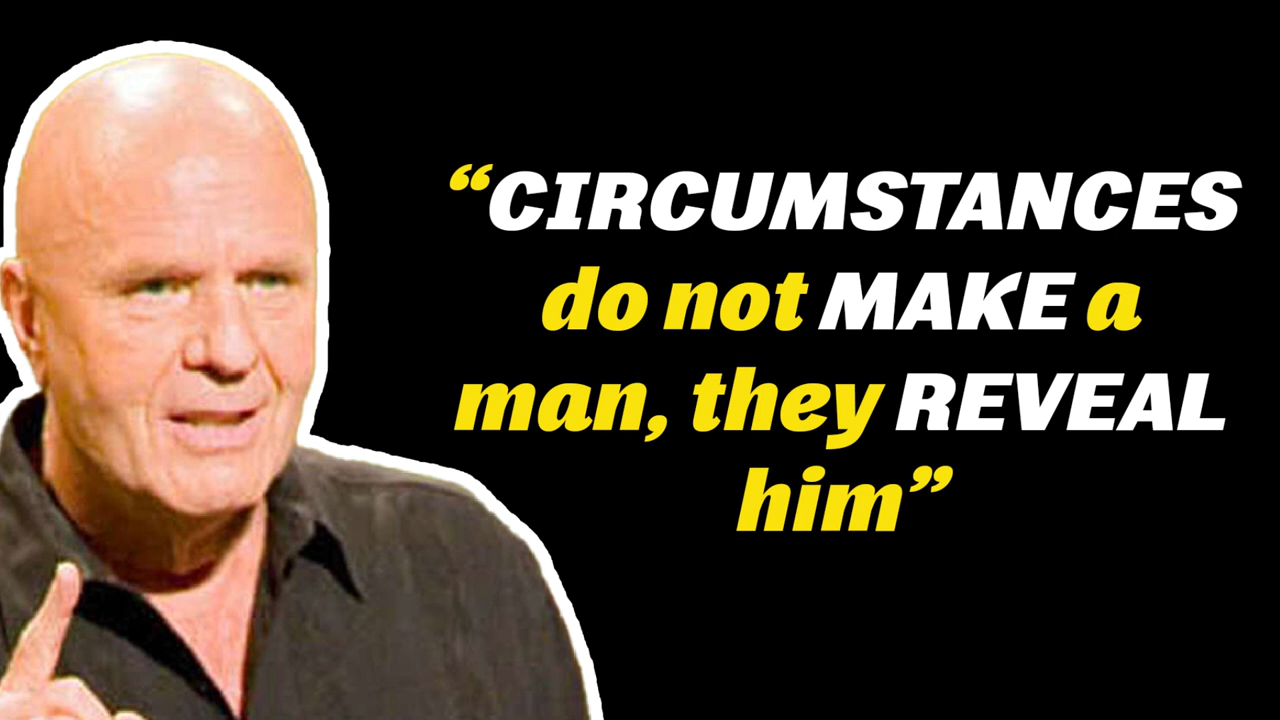 “CIRCUMSTANCES
do not MAKE a
man, they REVEAL
him”